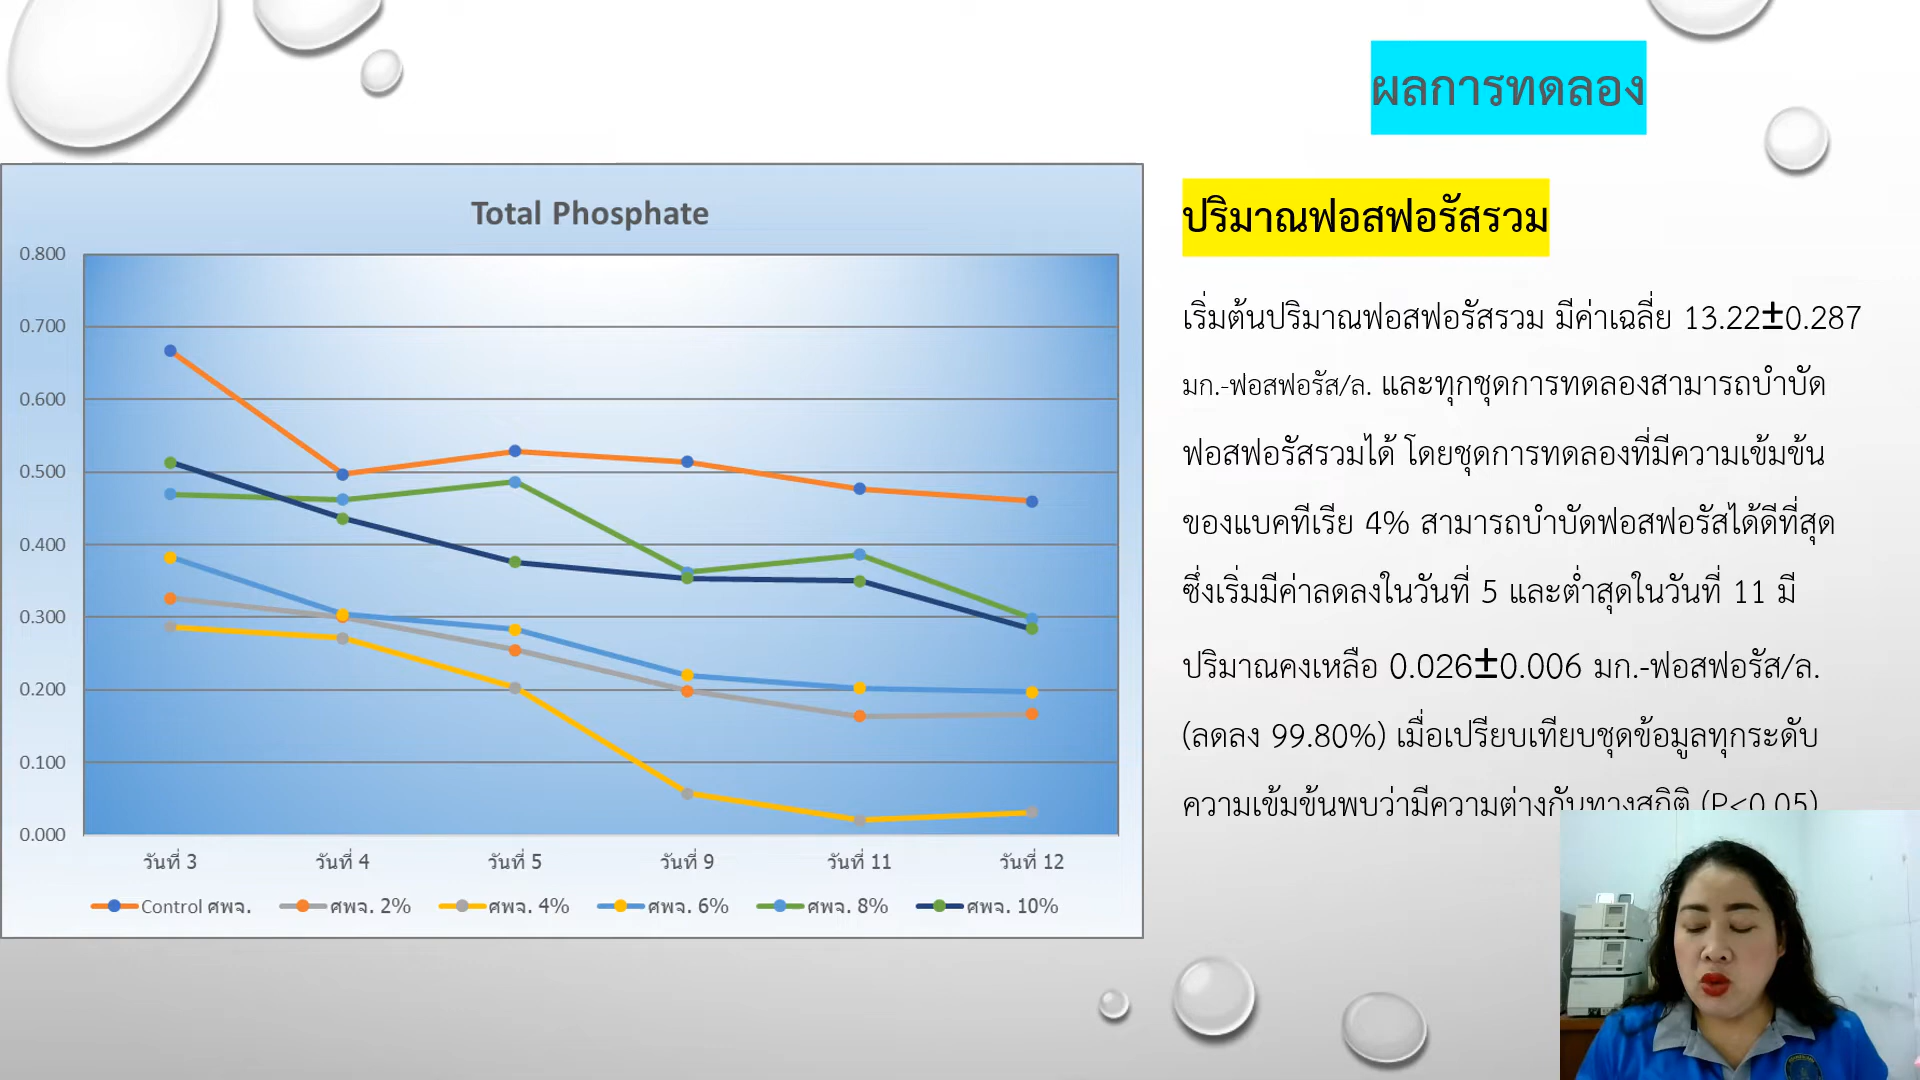 ผลการทดลอง
Total Phosphate
0.800
0.700
0.600
0.500
0.400
0.300
0.200
0.100
0.000
วันที่ 3 วันที่ 4 วันที่ 5 วันที่ 9 วันที่ 11 วันที่ 12
Control ศพจ. ศพจ. 2% ศพจ. 4% ศพจ. 6% ศพจ. 8% ศพจ. 10%
ปริมาณฟอสฟอรัสรวม
เริ่มต้นปริมาณฟอสฟอรัสรวม มีค่าเฉลี่ย 13.22±0.287
มก.-ฟอสฟอรัส/ล. และทุกชุดการทดลองสามารถบำบัด
ฟอสฟอรัสรวมได้ โดยชุดการทดลองที่มีความเข้มข้น
ของแบคทีเรีย 4% สามารถบำบัดฟอสฟอรัสได้ดีที่สุด
ซึ่งเริ่มมีค่าลดลงในวันที่ 5 และต่ำสุดในวันที่ 11 มี
ปริมาณคงเหลือ 0.026±0.006 มก.-ฟอสฟอรัส/ล.
(ลดลง 99.80%) เมื่อเปรียบเทียบชุดข้อมูลทุกระดับ
ความเข้มข้นพบว่ามีความต่างกันทางสถิติ (P<0.05)